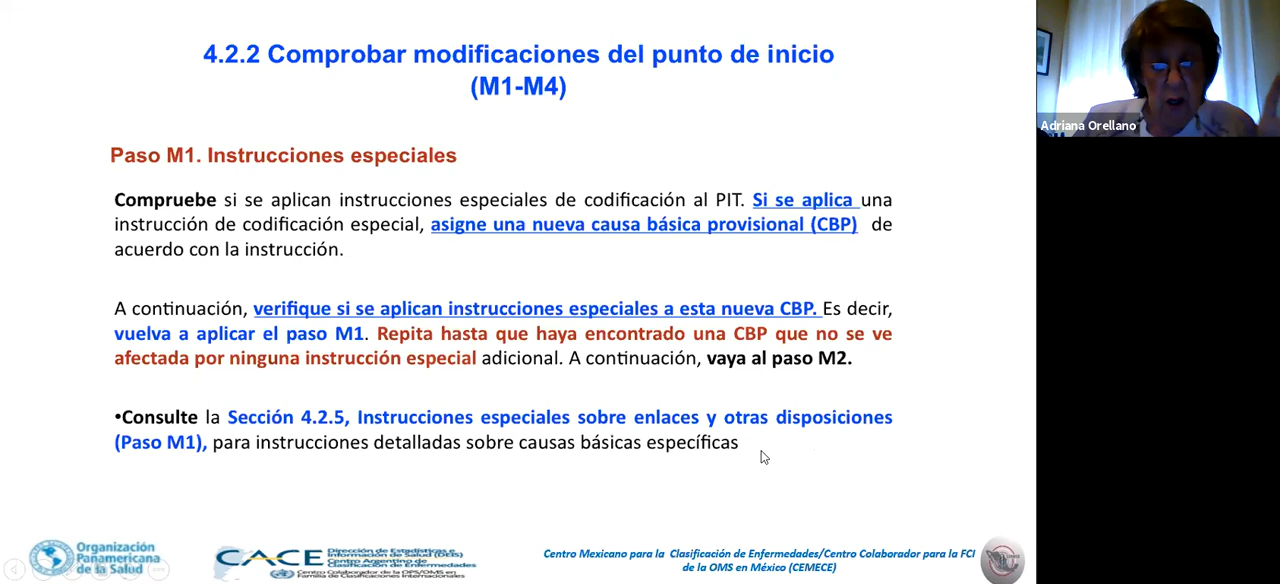 4.2.2 Comprobar modificaciones del punto de inicio
(M1-M4)
Adriana Orellano
Paso M1. Instrucciones especiales
Compruebe si se aplican instrucciones especiales de codificación al PIT. Si se aplica una
instrucción de codificación especial, asigne una nueva causa básica provisional (CBP) de
acuerdo con la instrucción.
A continuación, verifique si se aplican instrucciones especiales a esta nueva CBP. Es decir,
vuelva a aplicar el paso M1. Repita hasta que haya encontrado una CBP que no se ve
afectada por ninguna instrucción especial adicional. A continuación, vaya al paso M2.
•Consulte la Sección 4.2.5, Instrucciones especiales sobre enlaces y otras disposiciones
(Paso M1), para instrucciones detalladas sobre causas básicas específicas
Organización
Panamericana
de la Salud
CACE
Dirección de Estadísticas e
Información de Salud (DEIS)
Centro Argentino de
Clasificación de Enfermedades
Centro Colaborador de la OPS/OMS en
Familia de Clasificaciones Internacionales
Centro Mexicano para la Clasificación de Enfermedades/Centro Colaborador para la FCI
de la OMS en México (CEMECE)